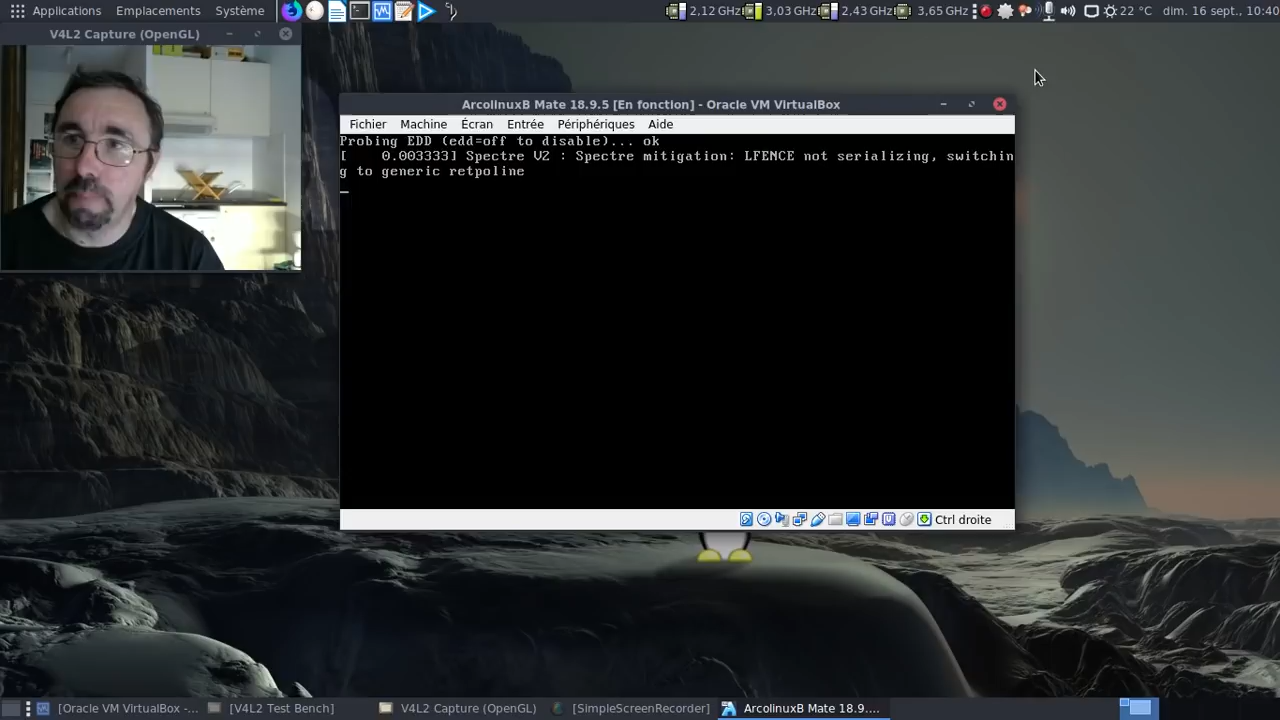 Applications Emplacements Système
2,12 GHz 3,03 GHz 2,43 GHz 3,65 GHz 22 °C dim. 16 sept., 10:40
V4L2 Capture (OpenGL)
ArcolinuxB Mate 18.9.5 [En fonction] - Oracle VM VirtualBox
Fichier Machine Écran Entrée Périphériques Aide
Probing EDD (edd=off to disable)... ok
[    0.003333] Spectre V2 : Spectre mitigation: LFENCE not serializing, switchin
g to generic retpoline
Ctrl droite
[Oracle VM VirtualBox -... [V4L2 Test Bench] V4L2 Capture (OpenGL) [SimpleScreenRecorder] ArcolinuxB Mate 18.9....